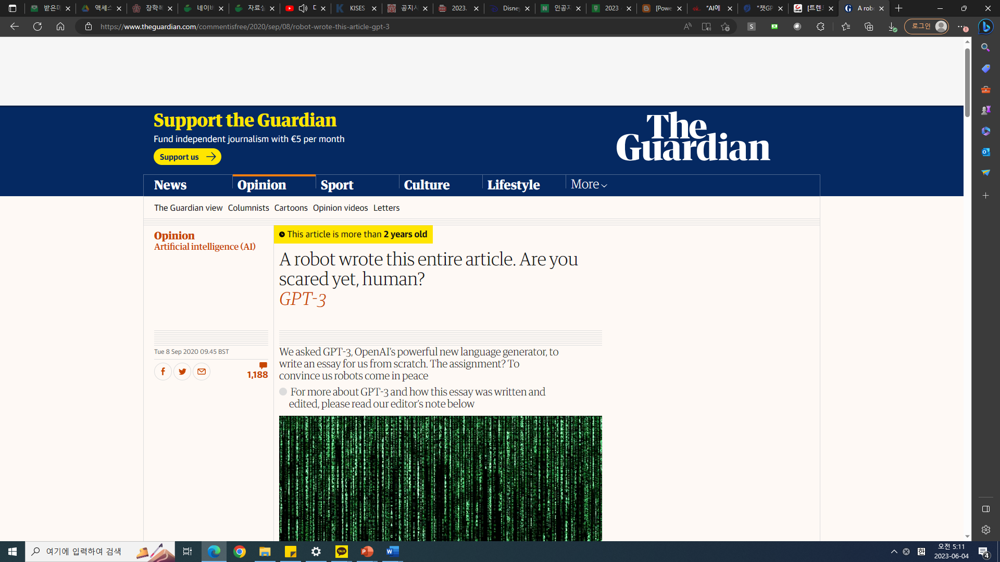 받은메
액세스
장학복
네이버
자료실
KISES
공지사
2023.
Disney
인공지
2023
[Powe
"AI에
"챗GP
[트렌드
A rob
https://www.theguardian.com/commentisfree/2020/sep/08/robot-wrote-this-article-gpt-3
로그인
Support the Guardian
Fund independent journalism with €5 per month
Support us
The
Guardian
News
Opinion
Sport
Culture
Lifestyle
More
The Guardian view
Columnists
Cartoons
Opinion videos
Letters
Opinion
Artificial intelligence (AI)
This article is more than 2 years old
A robot wrote this entire article. Are you
scared yet, human?
GPT-3
Tue 8 Sep 2020 09.45 BST
1,188
We asked GPT-3, OpenAI’s powerful new language generator, to
write an essay for us from scratch. The assignment? To
convince us robots come in peace
For more about GPT-3 and how this essay was written and
edited, please read our editor’s note below
여기에 입력하여 검색
한
오전 5:11
2023-06-04
4